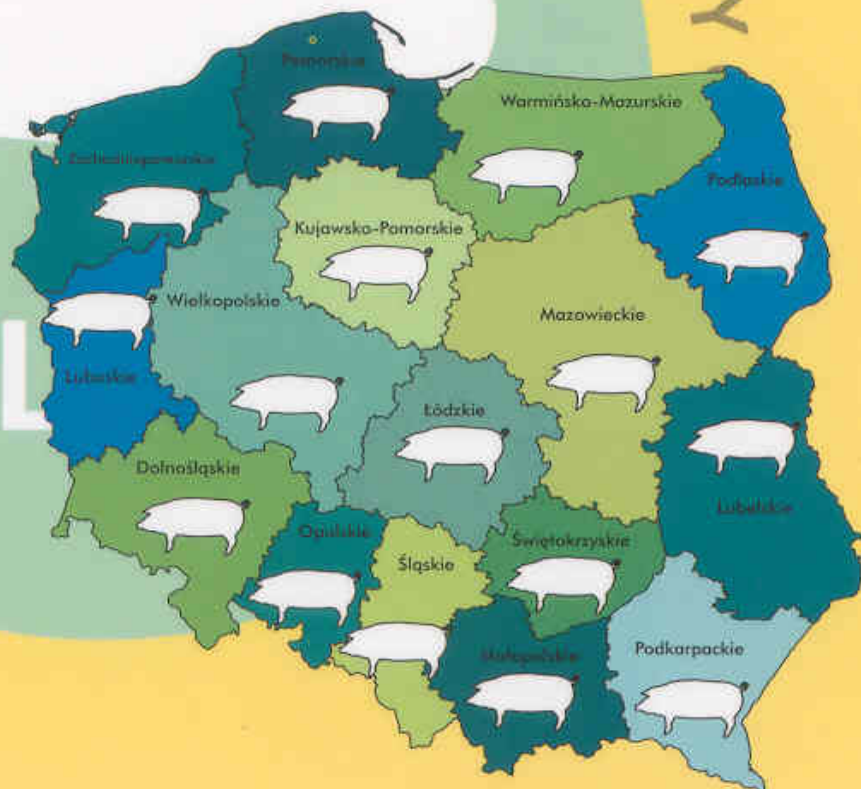 Y
Pomorskie
Warmińsko-Mazurskie
Zachodniopomorskie
Podlaskie
Kujawsko-Pomorskie
Wielkopolskie
Mazowieckie
L
Lubuskie
Łódzkie
Dolnośląskie
Lubelskie
Opolskie
Świętokrzyskie
Śląskie
Małopolskie
Podkarpackie